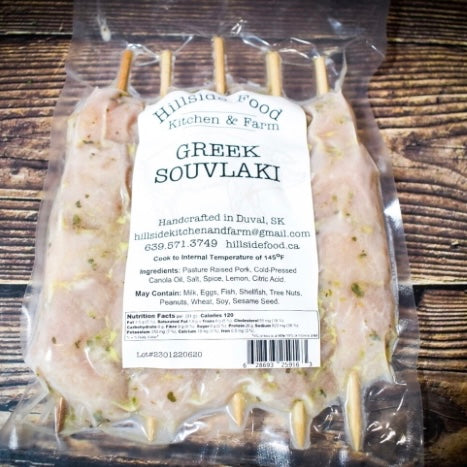 Hillside Food
Kitchen & Farm
GREEK
SOUVLAKI
Handcrafted in Duval, SK
hillsidekitchenandfarm@gmail.com
639.571.3749 hillsidefood.ca
Cook to Internal Temperature of 145°F
Ingredients: Pasture Raised Pork, Cold-Pressed
Canola Oil, Salt, Spice, Lemon, Citric Acid.
May Contain: Milk, Eggs, Fish, Shellfish, Tree Nuts,
Peanuts, Wheat, Soy, Sesame Seed.
Nutrition Facts Calories 120
Lot#2301220620